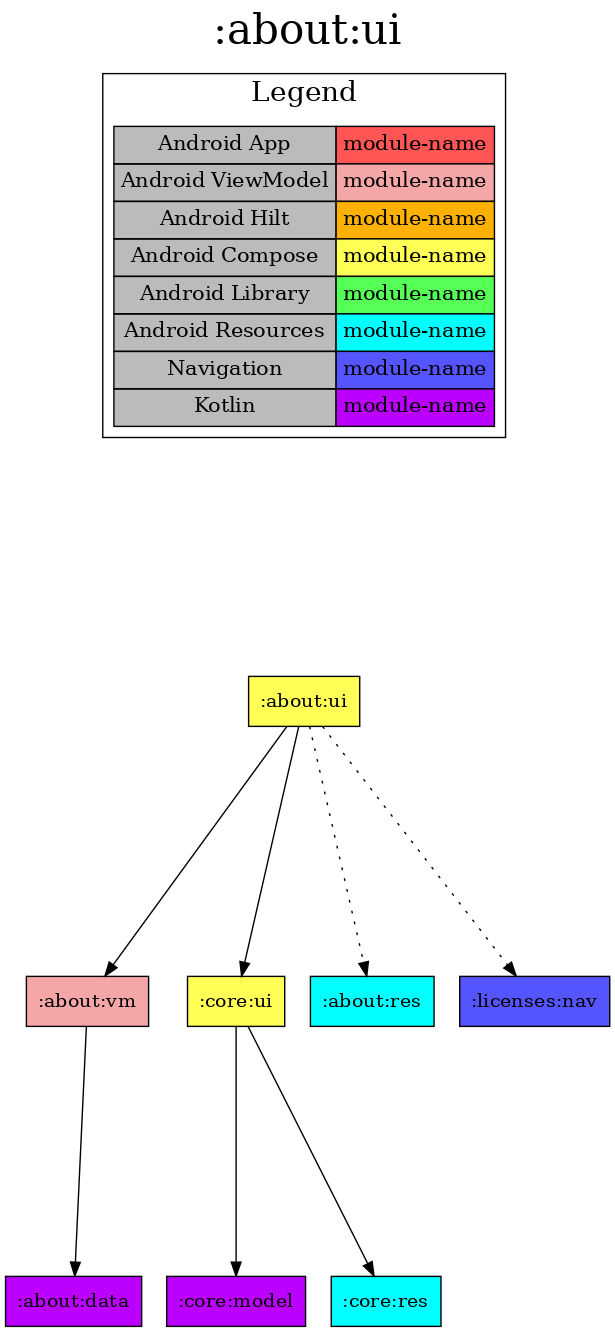 :about:ui
Legend
Android App module-name
Android ViewModel module-name
Android Hilt module-name
Android Compose module-name
Android Library module-name
Android Resources module-name
Navigation module-name
Kotlin module-name
:about:ui
:about:vm :core:ui :about:res :licenses:nav
:about:data :core:model :core:res